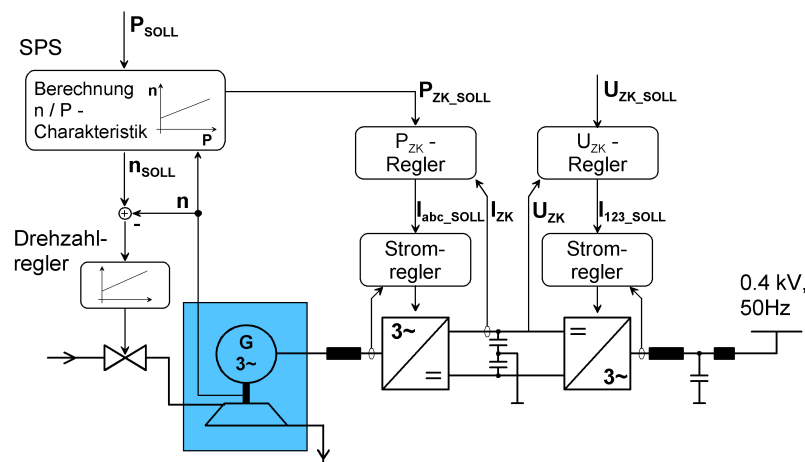 P_SOLL
SPS
Berechnung
n / P -
Charakteristik
n
P
P_ZK_SOLL
U_ZK_SOLL
P_ZK -
Regler
U_ZK -
Regler
n_SOLL
n
-
I_abc_SOLL
I_ZK
U_ZK
I_123_SOLL
Drehzahl-
regler
Strom-
regler
Strom-
regler
0.4 kV,
50Hz
G
3~
3~
=
=
3~